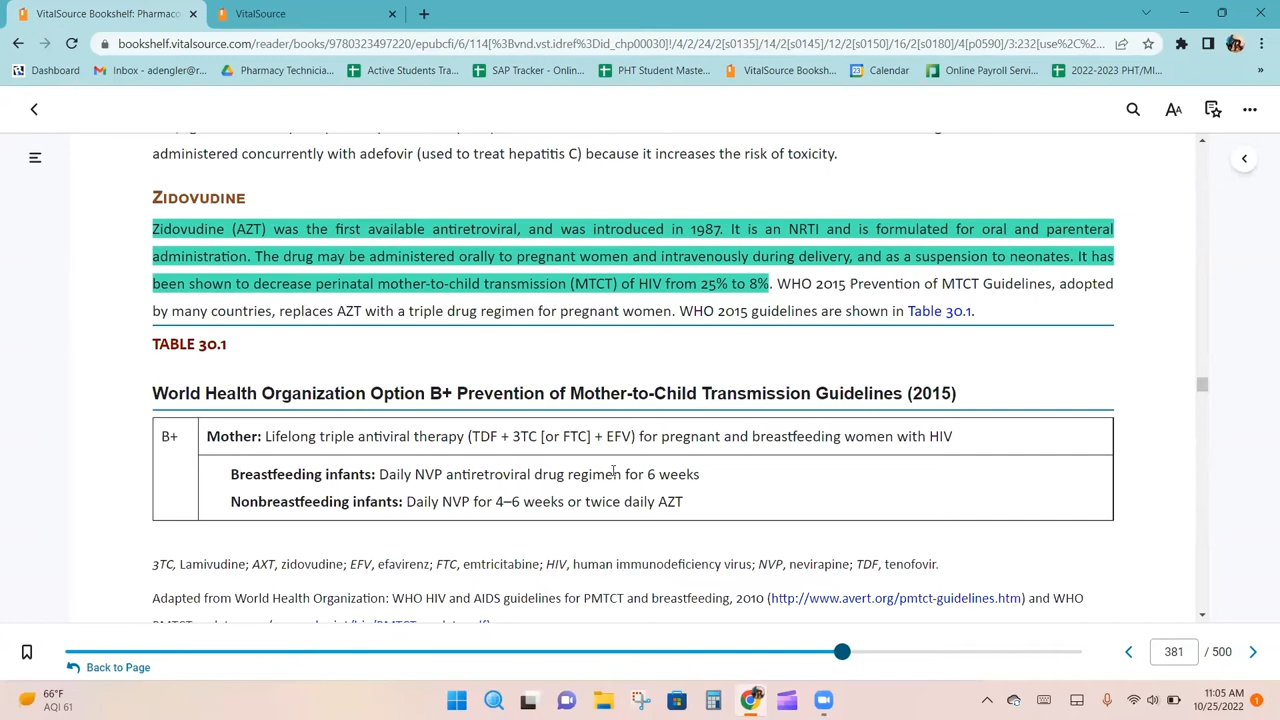 VitalSource Bookshelf: Pharmaco
VitalSource
bookshelf.vitalsource.com/reader/books/9780323497220/epubcfi/6/114[%3Bvnd.vst.idref%3Did_chp00030]!/4/2/24/2[s0135]/14/2[s0145]/12/2[s0150]/16/2[s0180]/4[p0590]/3:232[use%2C%2...
Dashboard
Inbox - adengler@r...
Pharmacy Technicia...
Active Students Tra...
SAP Tracker - Onlin...
PHT Student Maste...
VitalSource Booksh...
Calendar
Online Payroll Servi...
2022-2023 PHT/MI...
»
AA
administered concurrently with adefovir (used to treat hepatitis C) because it increases the risk of toxicity.
ZIDOVUDINE
Zidovudine (AZT) was the first available antiretroviral, and was introduced in 1987. It is an NRTI and is formulated for oral and parenteral
administration. The drug may be administered orally to pregnant women and intravenously during delivery, and as a suspension to neonates. It has
been shown to decrease perinatal mother-to-child transmission (MTCT) of HIV from 25% to 8%. WHO 2015 Prevention of MTCT Guidelines, adopted
by many countries, replaces AZT with a triple drug regimen for pregnant women. WHO 2015 guidelines are shown in Table 30.1.
TABLE 30.1
World Health Organization Option B+ Prevention of Mother-to-Child Transmission Guidelines (2015)
B+ Mother: Lifelong triple antiviral therapy (TDF + 3TC [or FTC] + EFV) for pregnant and breastfeeding women with HIV
Breastfeeding infants: Daily NVP antiretroviral drug regimen for 6 weeks
Nonbreastfeeding infants: Daily NVP for 4–6 weeks or twice daily AZT
3TC, Lamivudine; AXT, zidovudine; EFV, efavirenz; FTC, emtricitabine; HIV, human immunodeficiency virus; NVP, nevirapine; TDF, tenofovir.
Adapted from World Health Organization: WHO HIV and AIDS guidelines for PMTCT and breastfeeding, 2010 (http://www.avert.org/pmtct-guidelines.htm) and WHO
381 / 500
Back to Page
66°F
AQI 61
11:05 AM
10/25/2022